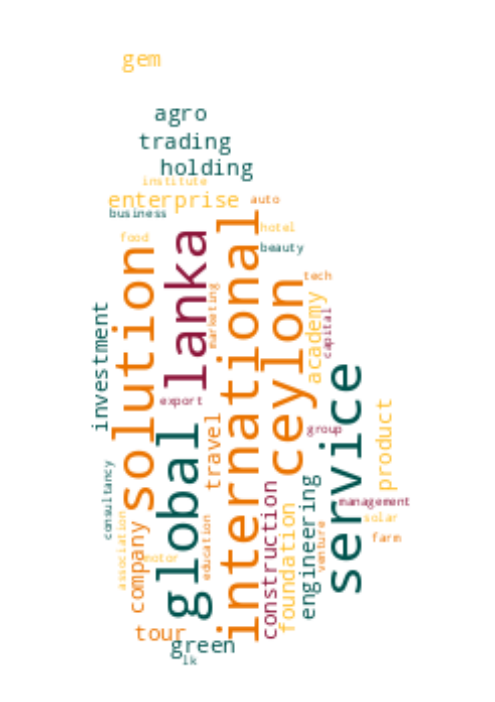 gem
agro
trading
holding
institute
enterprise
auto
business
hotel
food
beauty
solution
lanka
international
tech
ceylon
marketing
academy
capital
investment
service
export
product
travel
global
group
consultancy
engineering
construction
management
foundation
association
education
solar
venture
company
farm
motor
tour
green
lk